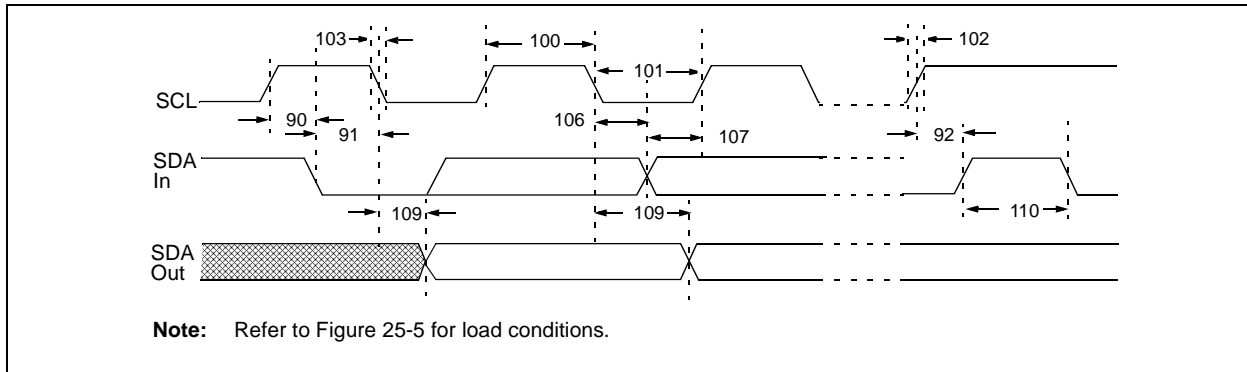 103
100
102
101
SCL
90
91
106
107
92
SDA
In
109
109
110
SDA
Out
Note: Refer to Figure 25-5 for load conditions.